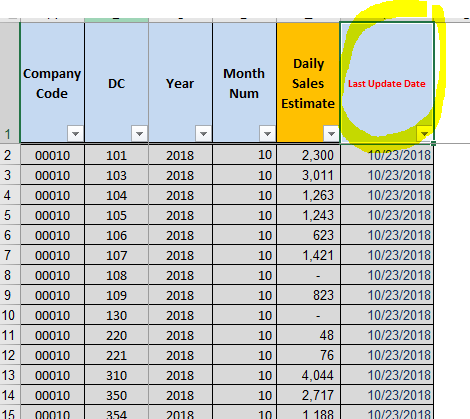 Company Code DC Year Month Num Daily Sales Estimate Last Update Date
1
2 00010 101 2018 10 2,300 10/23/2018
3 00010 103 2018 10 3,011 10/23/2018
4 00010 104 2018 10 1,263 10/23/2018
5 00010 105 2018 10 1,243 10/23/2018
6 00010 106 2018 10 623 10/23/2018
7 00010 107 2018 10 1,421 10/23/2018
8 00010 108 2018 10 - 10/23/2018
9 00010 109 2018 10 823 10/23/2018
10 00010 130 2018 10 - 10/23/2018
11 00010 220 2018 10 48 10/23/2018
12 00010 221 2018 10 76 10/23/2018
13 00010 310 2018 10 4,044 10/23/2018
14 00010 350 2018 10 2,717 10/23/2018
15 00010 354 2018 10 1,188 10/23/2018